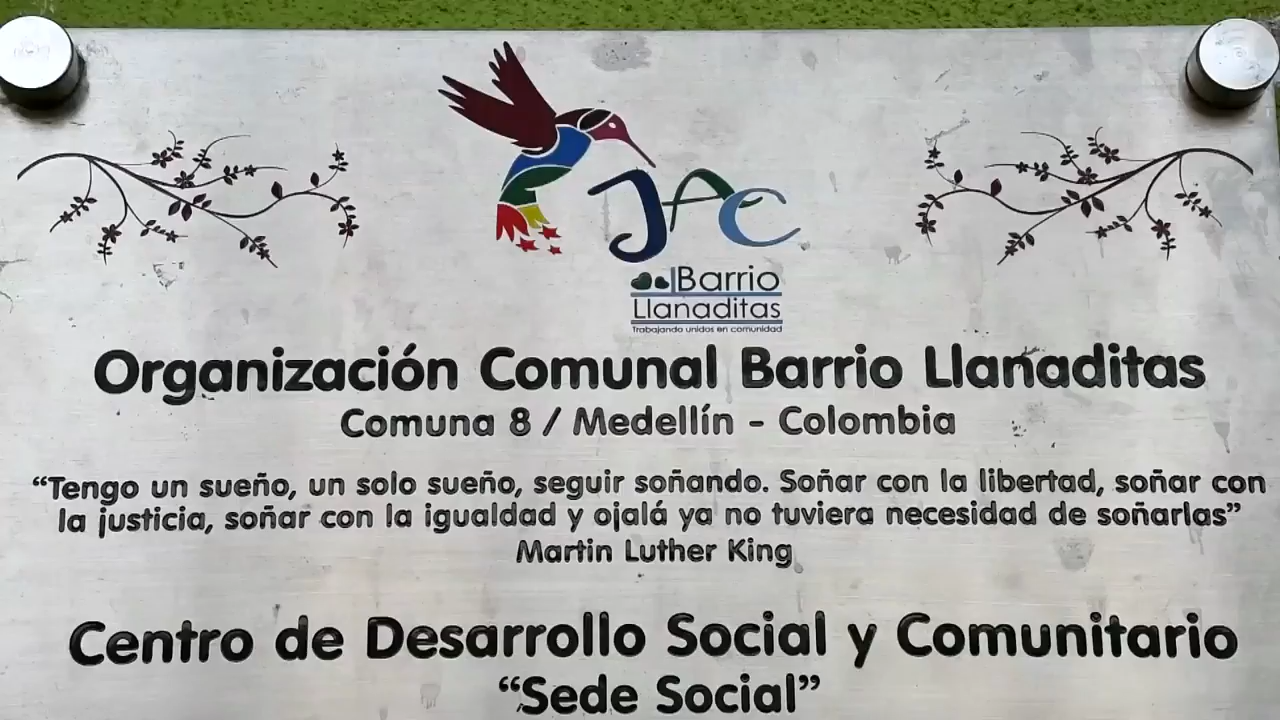 JAC
Barrio
Llanaditas
Trabajando unidos en comunidad
Organización Comunal Barrio Llanaditas
Comuna 8 / Medellín - Colombia
“Tengo un sueño, un solo sueño, seguir soñando. Soñar con la libertad, soñar con
la justicia, soñar con la igualdad y ojalá ya no tuviera necesidad de soñarlas”
Martin Luther King
Centro de Desarrollo Social y Comunitario
“Sede Social”